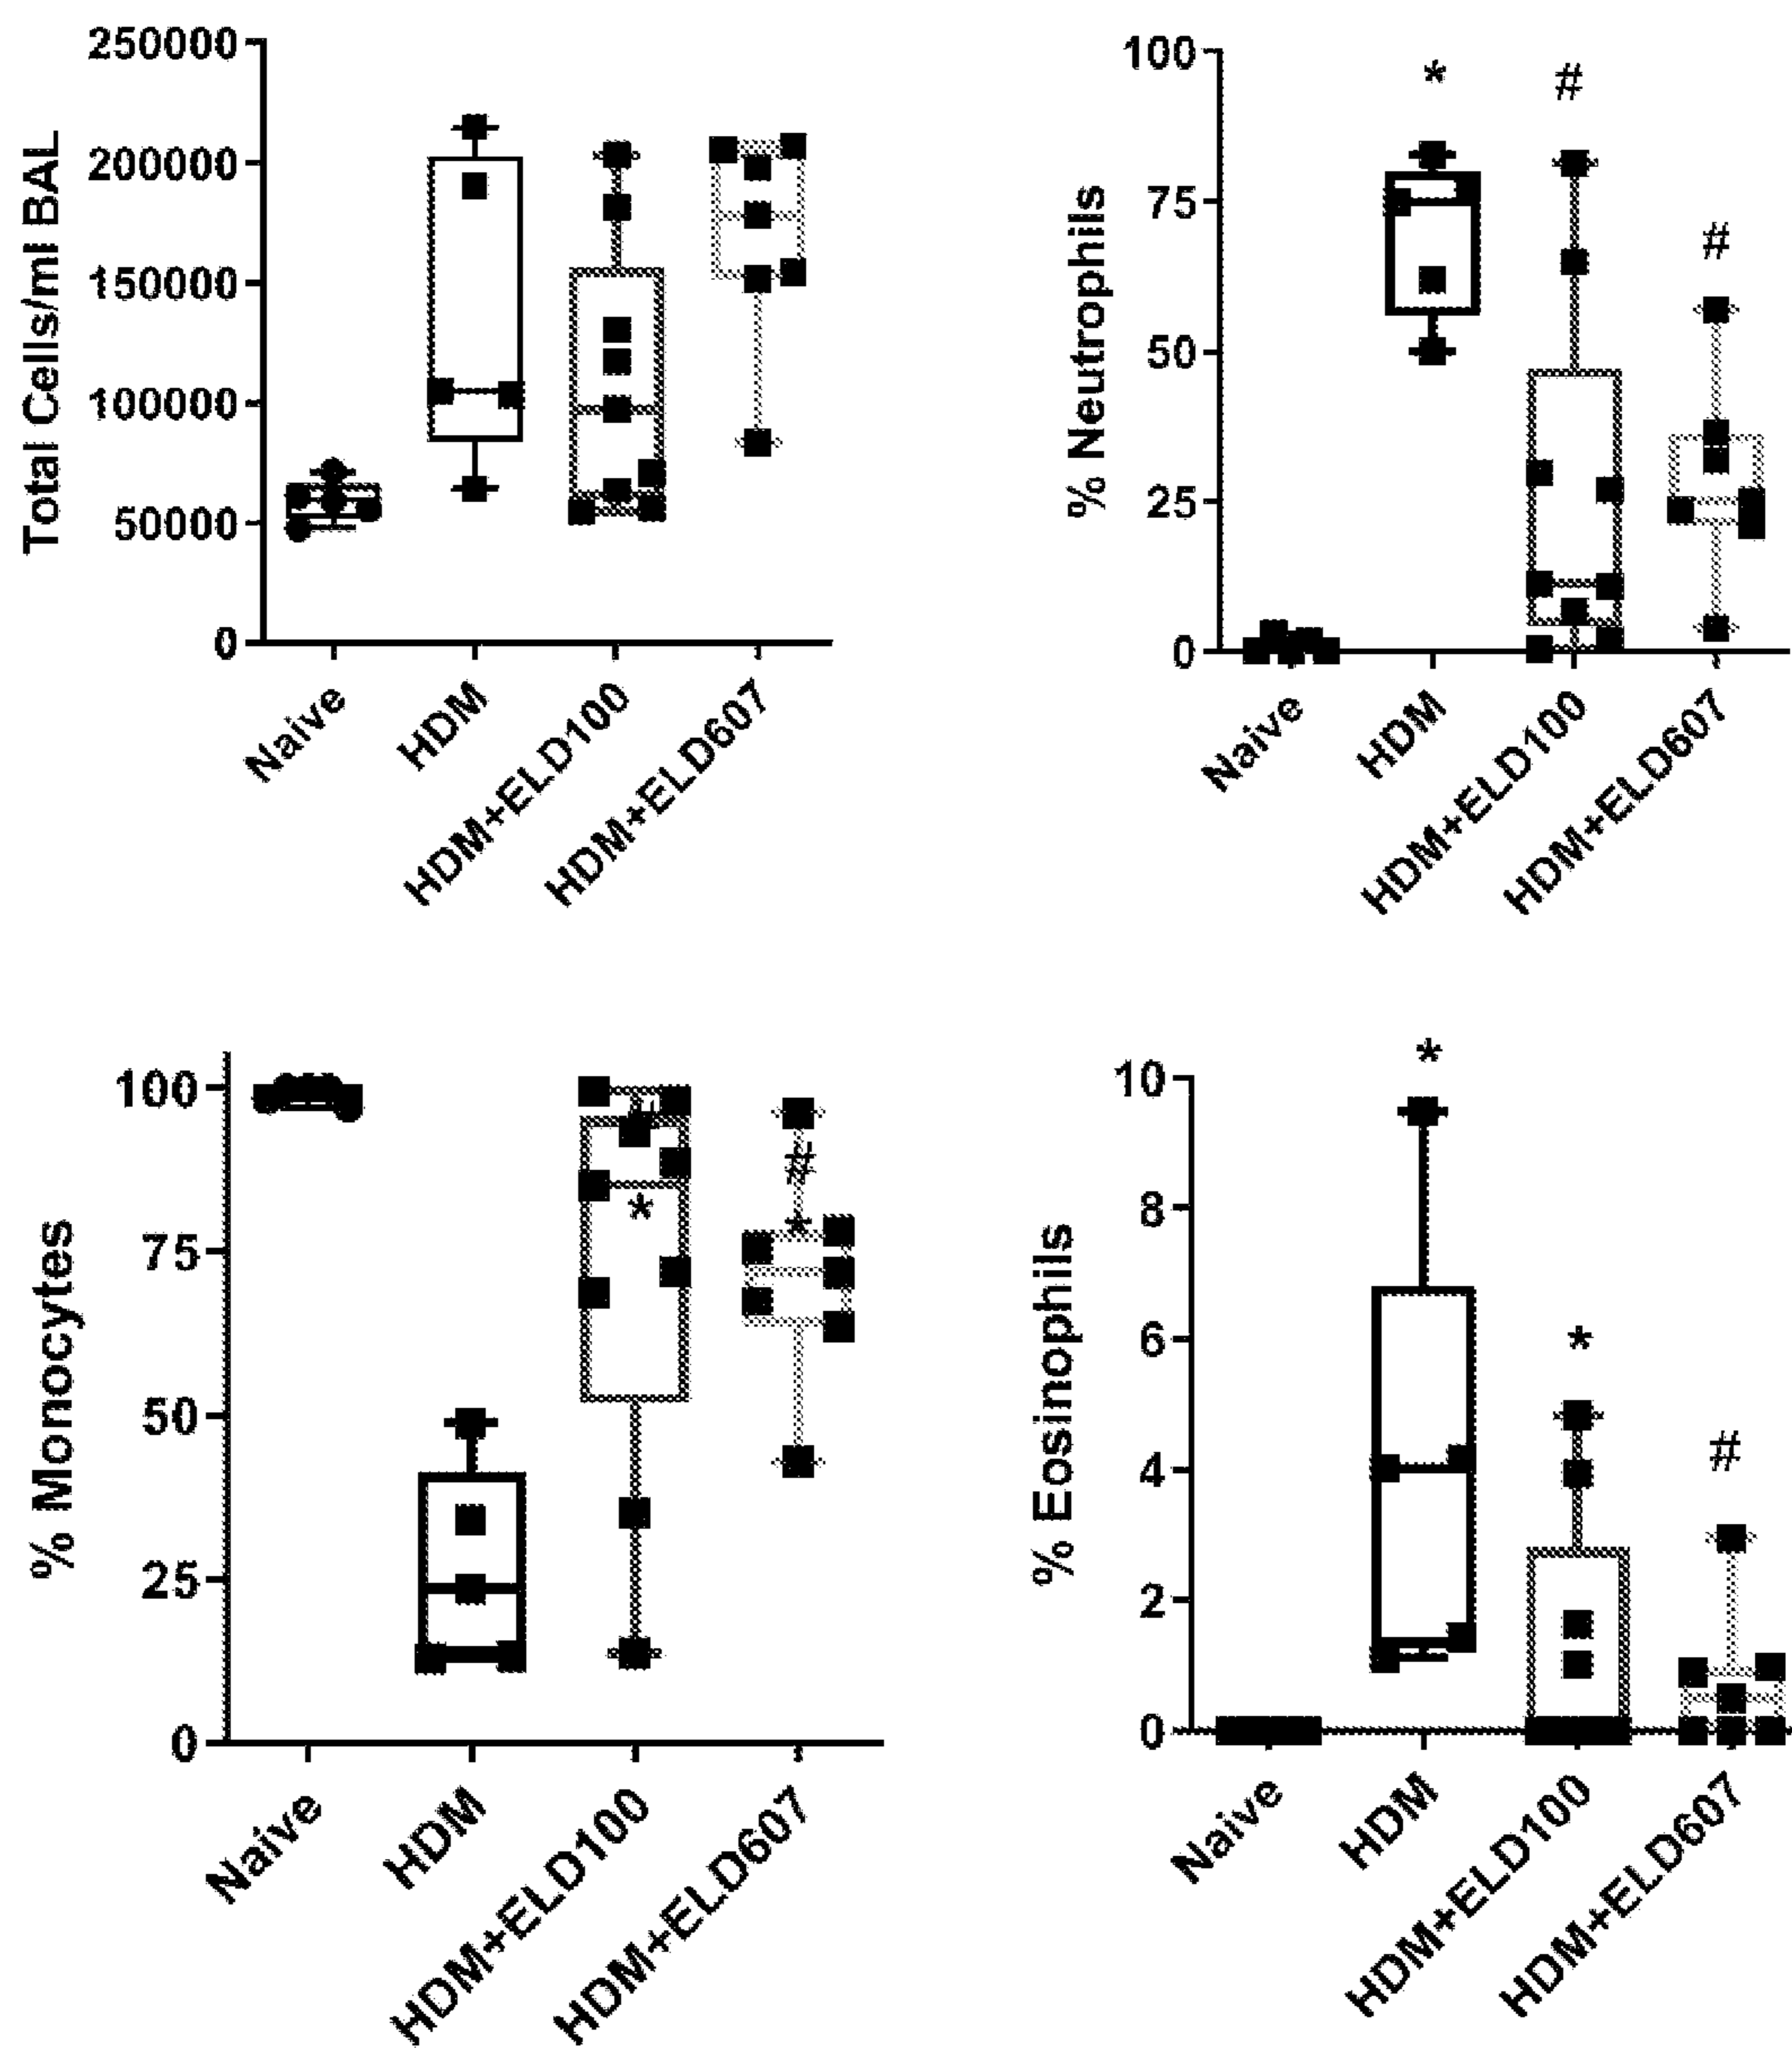 Total Cells/ml BAL
250000
200000
150000
100000
50000
0
Naive
HDM
HDM+ELD100
HDM+ELD607
% Neutrophils
100
75
50
25
0
*
#
#
Naive
HDM
HDM+ELD100
HDM+ELD607
% Monocytes
100
75
50
25
0
*
#
*
Naive
HDM
HDM+ELD100
HDM+ELD607
% Eosinophils
10
8
6
4
2
0
*
*
#
Naive
HDM
HDM+ELD100
HDM+ELD607